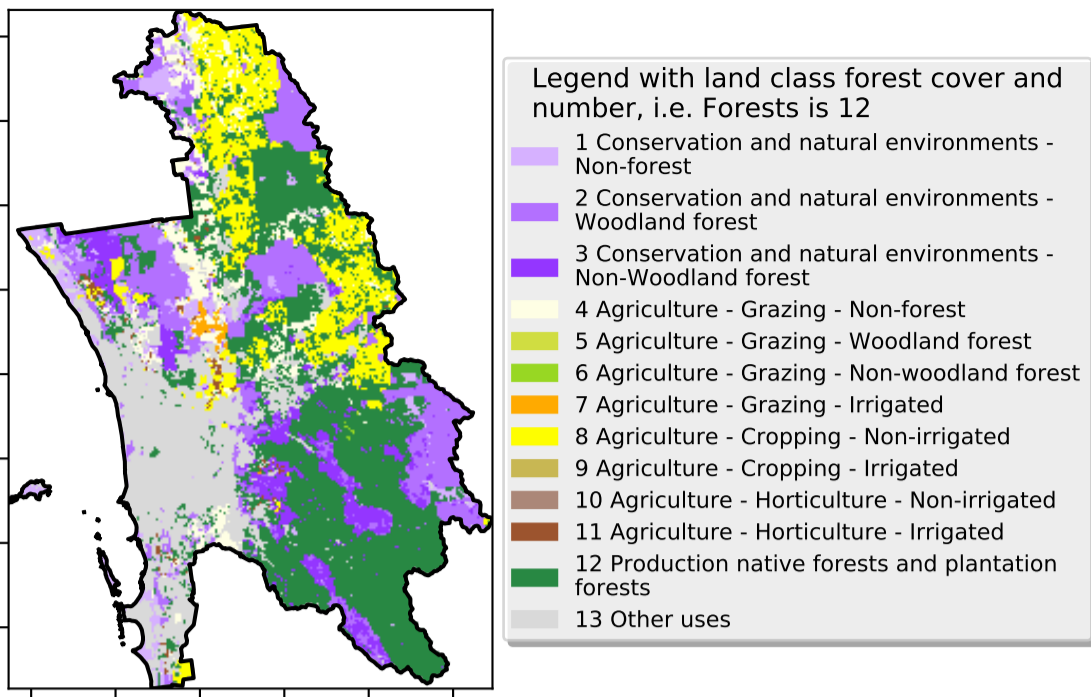 Legend with land class forest cover and
number, i.e. Forests is 12
1 Conservation and natural environments -
Non-forest
2 Conservation and natural environments -
Woodland forest
3 Conservation and natural environments -
Non-Woodland forest
4 Agriculture - Grazing - Non-forest
5 Agriculture - Grazing - Woodland forest
6 Agriculture - Grazing - Non-woodland forest
7 Agriculture - Grazing - Irrigated
8 Agriculture - Cropping - Non-irrigated
9 Agriculture - Cropping - Irrigated
10 Agriculture - Horticulture - Non-irrigated
11 Agriculture - Horticulture - Irrigated
12 Production native forests and plantation
forests
13 Other uses